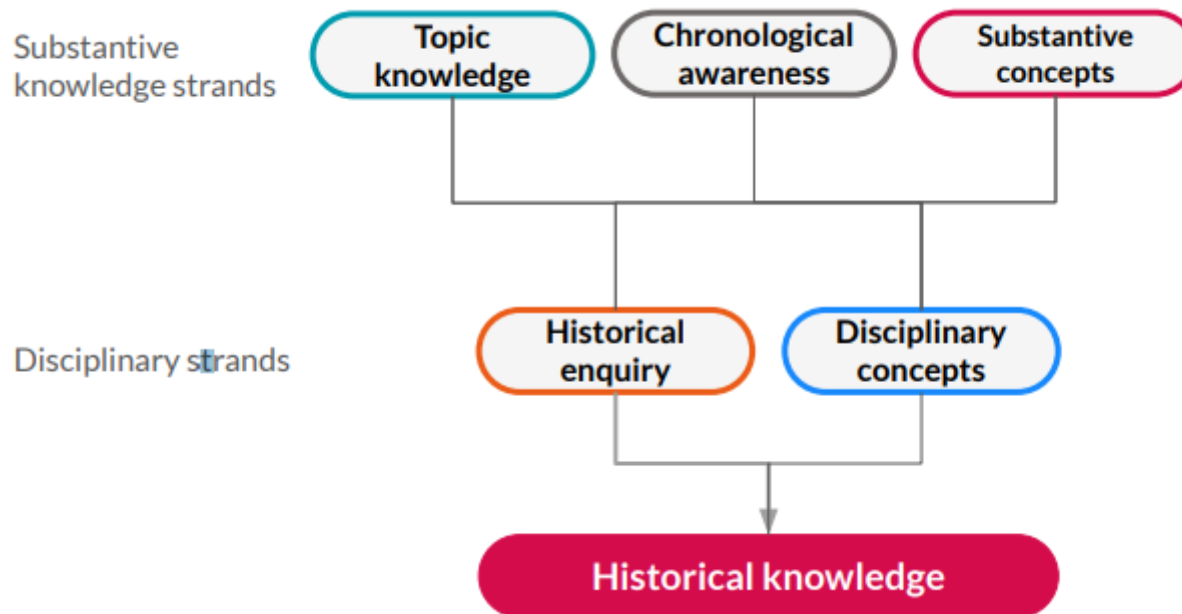 Substantive
knowledge strands
Topic
knowledge
Chronological
awareness
Substantive
concepts
Disciplinary strands
Historical
enquiry
Disciplinary
concepts
Historical knowledge